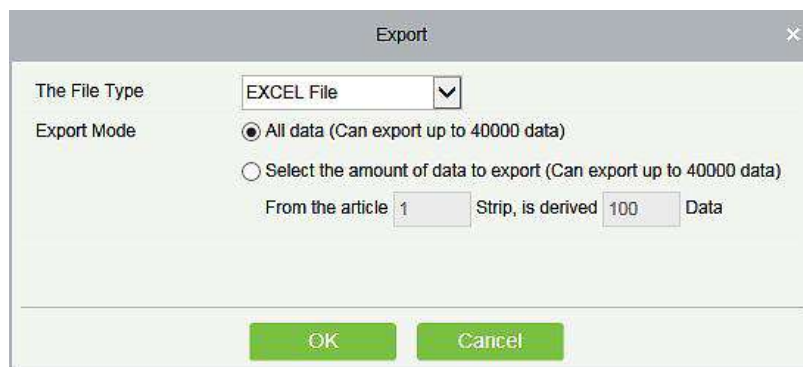 Export
The File Type EXCEL File
Export Mode All data (Can export up to 40000 data)
Select the amount of data to export (Can export up to 40000 data)
From the article 1 Strip, is derived 100 Data
OK Cancel